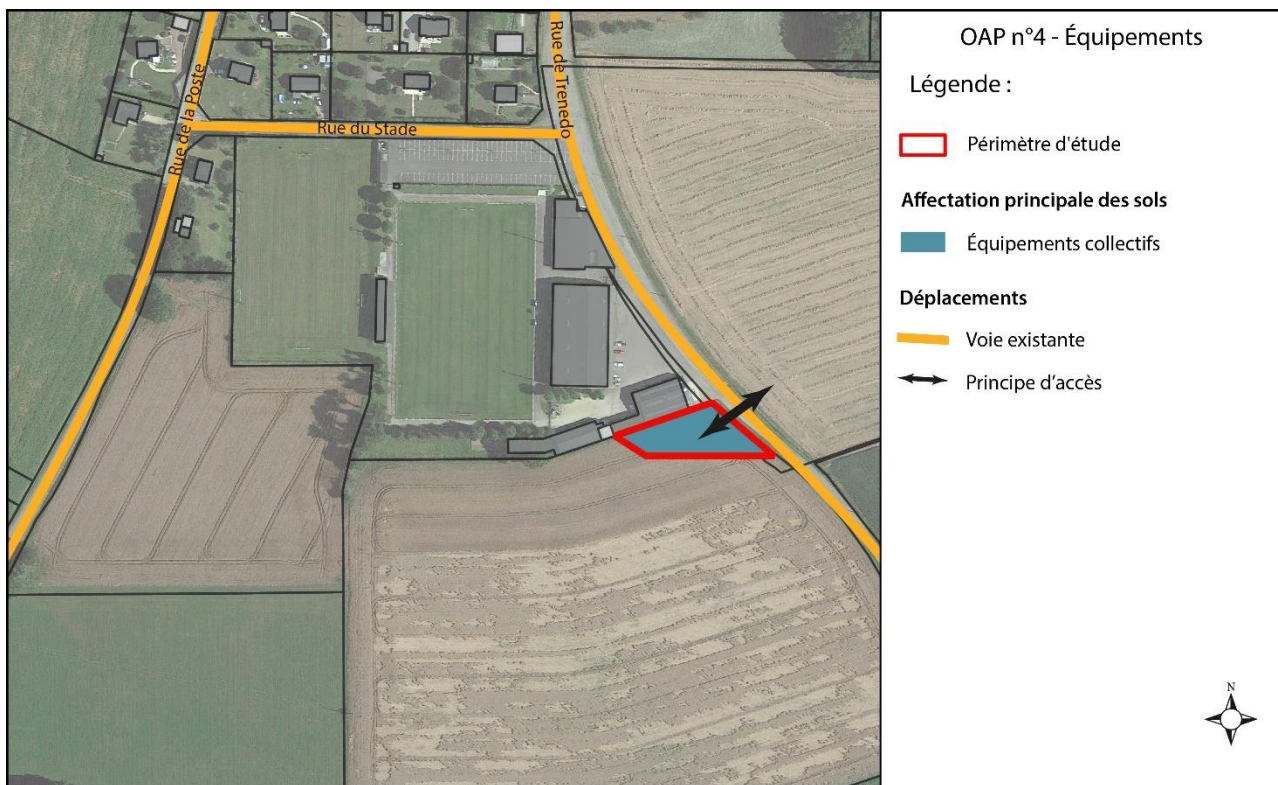 OAP n°4 - Équipements
Légende :
Périmètre d'étude
Affectation principale des sols
Équipements collectifs
Déplacements
Voie existante
Principe d'accès
N
Rue de la Poste
Rue du Stade
Rue de Trenedo